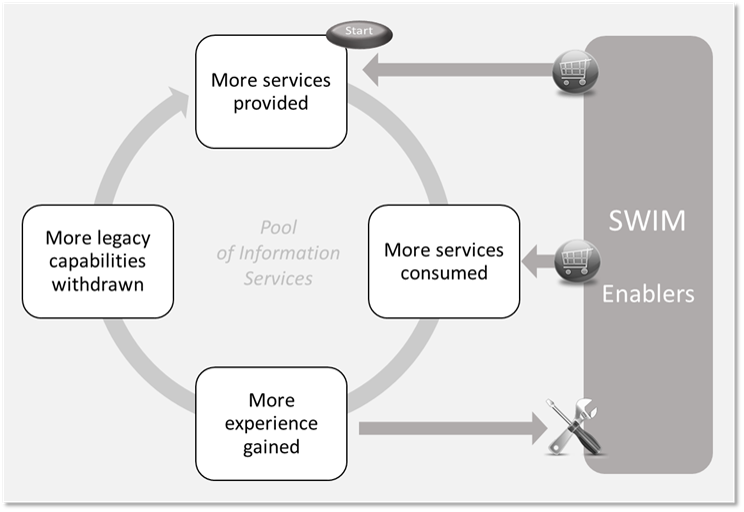 Start
More services
provided
More services
consumed
More
experience
gained
More legacy
capabilities
withdrawn
Pool
of Information
Services
SWIM
Enablers